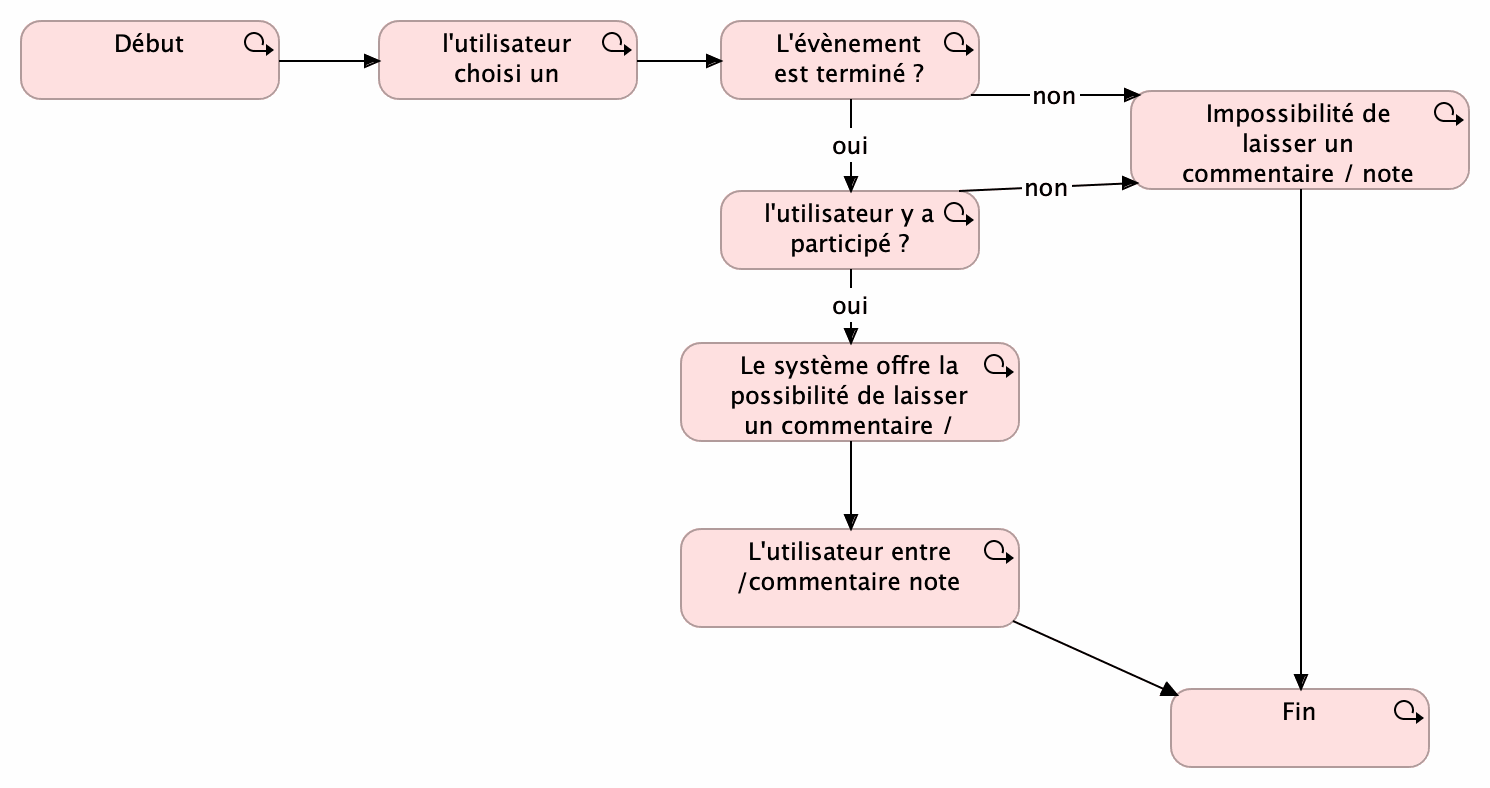 Début
l'utilisateur
choisi un
L'évènement
est terminé ?
non
Impossibilité de
laisser un
commentaire / note
oui
l'utilisateur y a
participé ?
non
oui
Le système offre la
possibilité de laisser
un commentaire /
L'utilisateur entre
/commentaire note
Fin